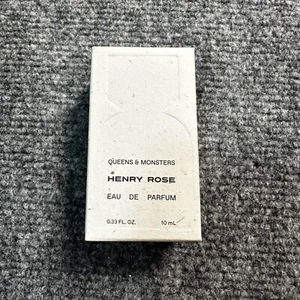 QUEENS & MONSTERS
HENRY ROSE
EAU DE PARFUM
0.33 FL. OZ. 10 mL